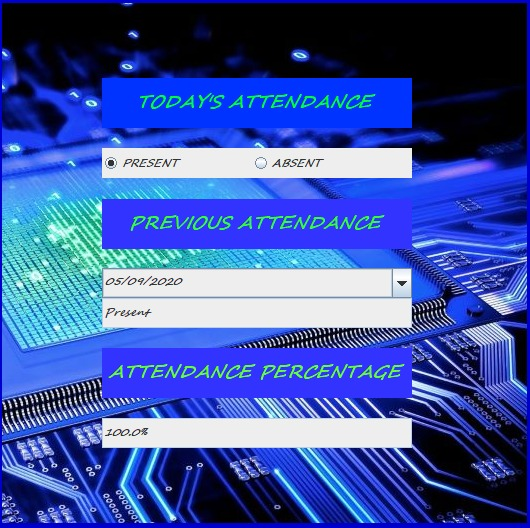 TODAY'S ATTENDANCE
PRESENT ABSENT
PREVIOUS ATTENDANCE
05/09/2020
Present
ATTENDANCE PERCENTAGE
100.0%